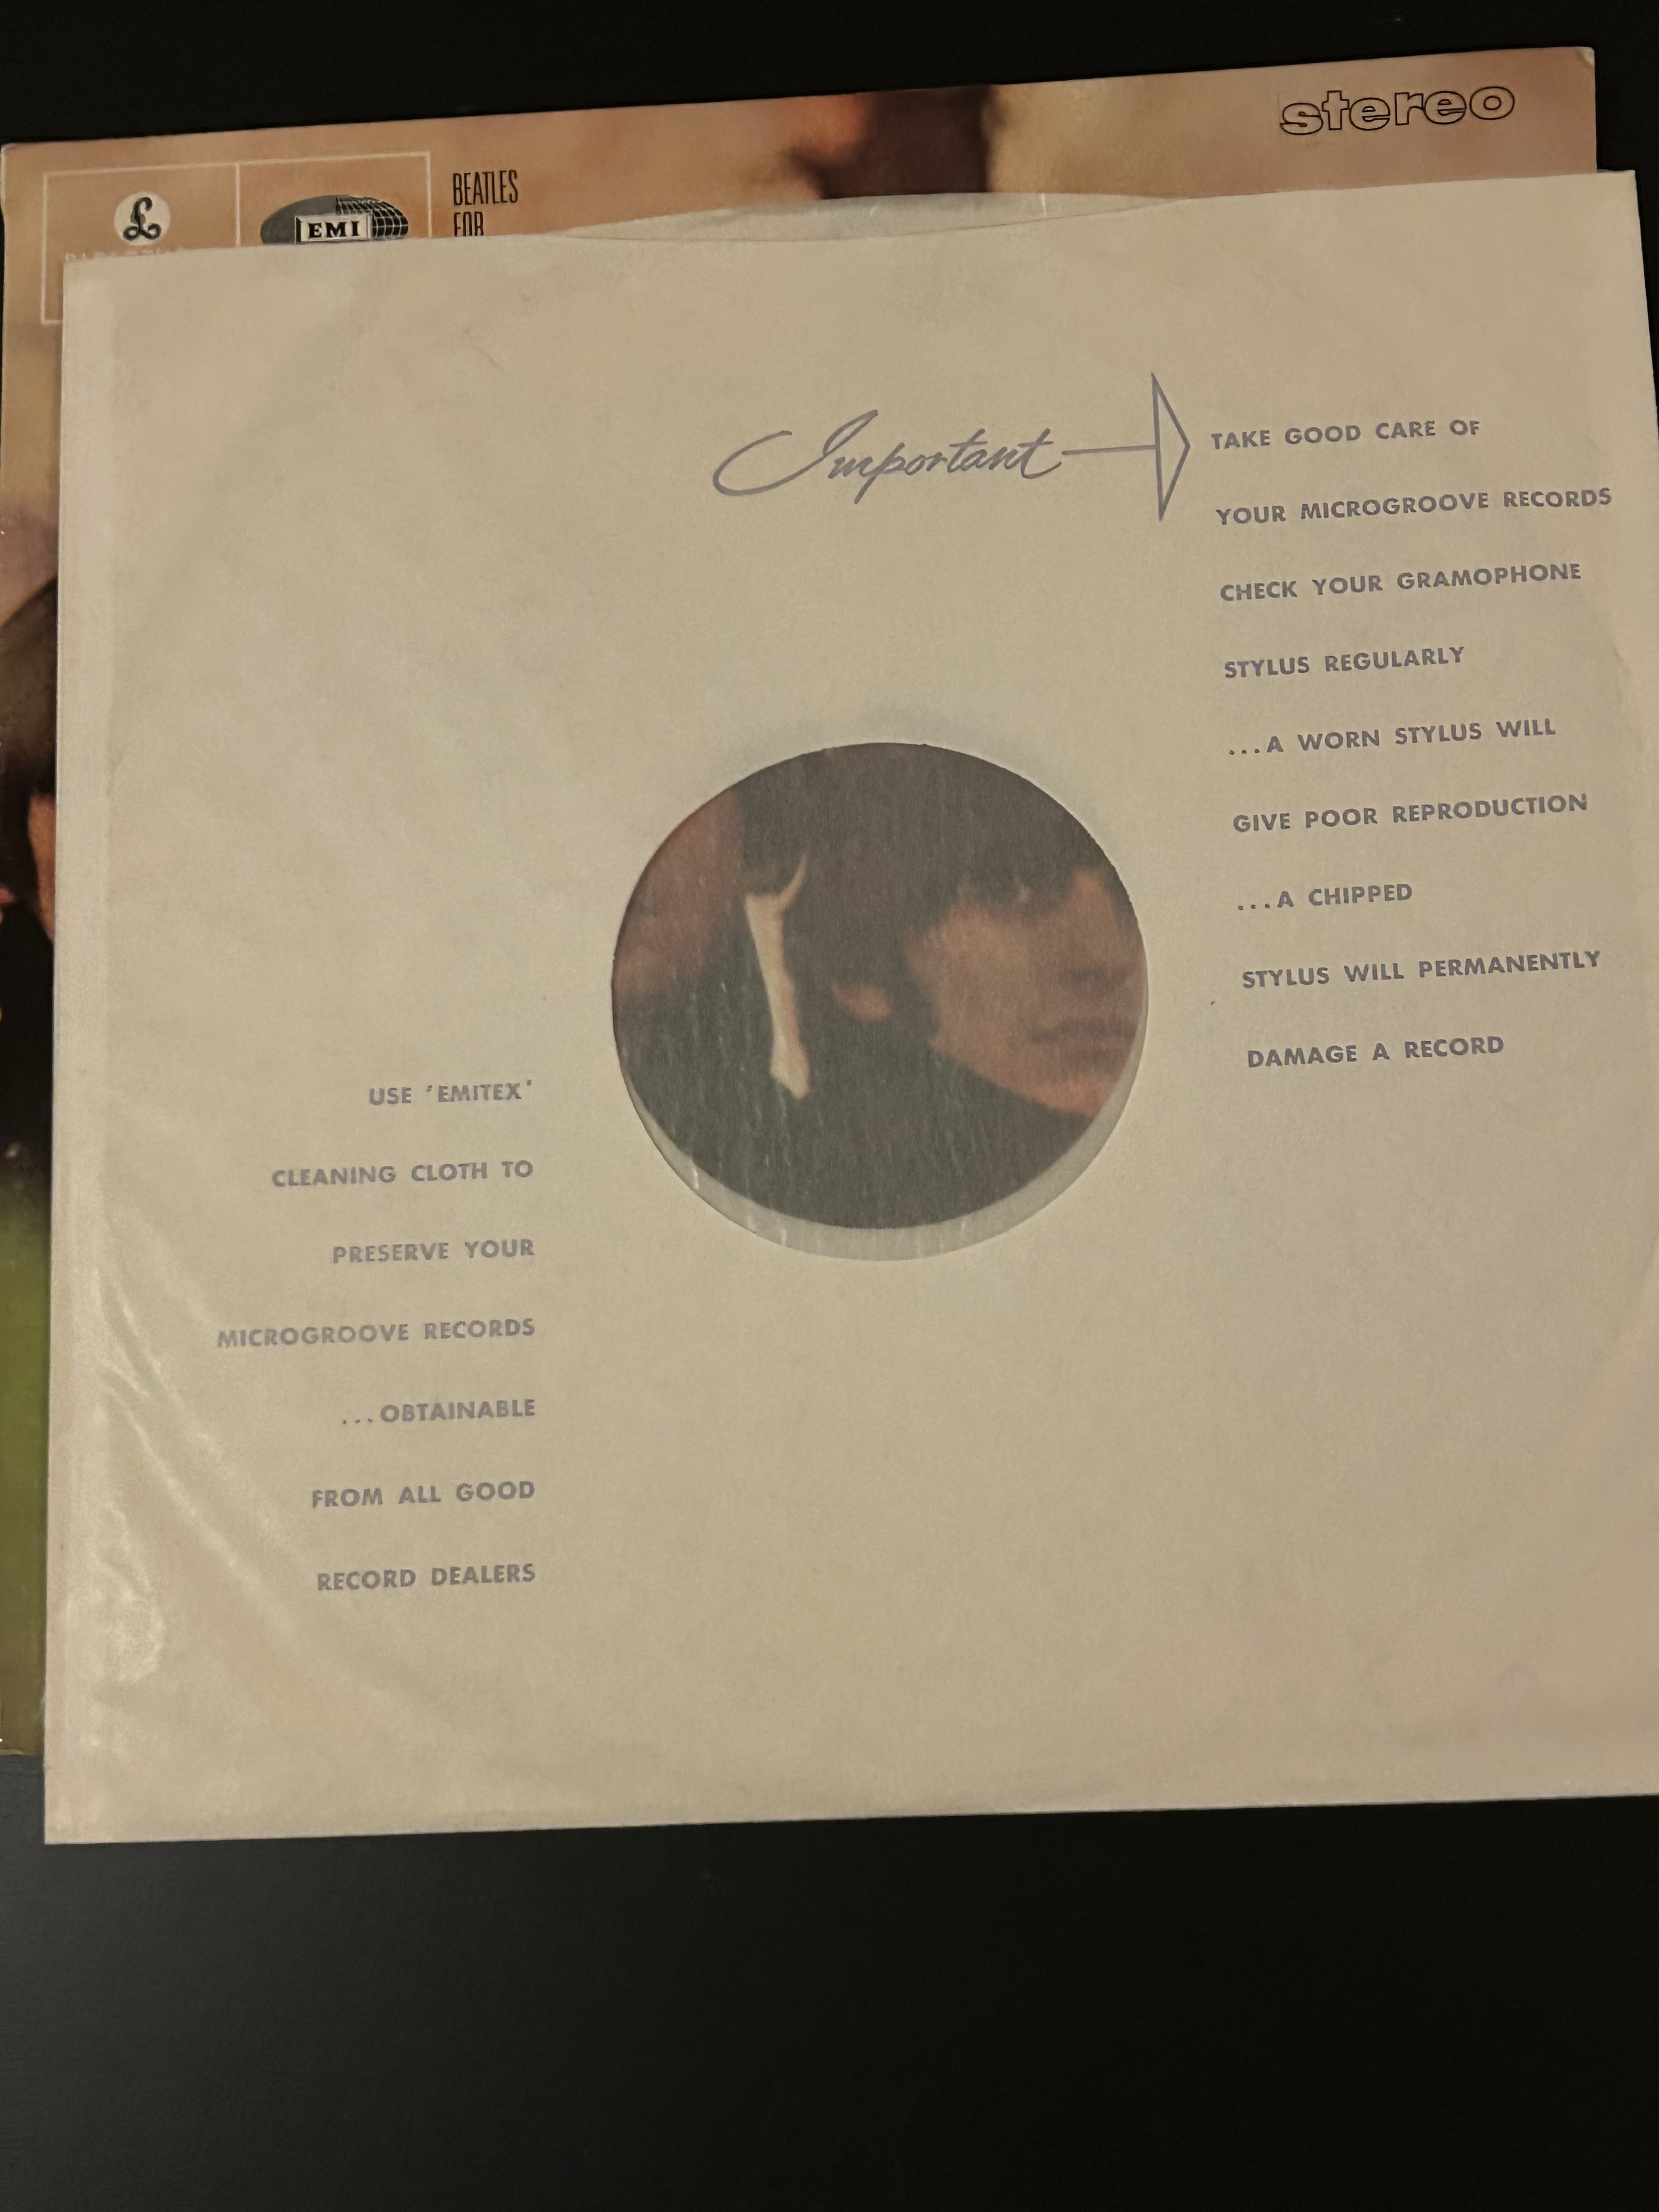 stereo
£
EMI
BEATLES
FOR
Important
TAKE GOOD CARE OF
YOUR MICROGROOVE RECORDS
CHECK YOUR GRAMOPHONE
STYLUS REGULARLY
...A WORN STYLUS WILL
GIVE POOR REPRODUCTION
...A CHIPPED
STYLUS WILL PERMANENTLY
DAMAGE A RECORD
USE 'EMITEX'
CLEANING CLOTH TO
PRESERVE YOUR
MICROGROOVE RECORDS
...OBTAINABLE
FROM ALL GOOD
RECORD DEALERS